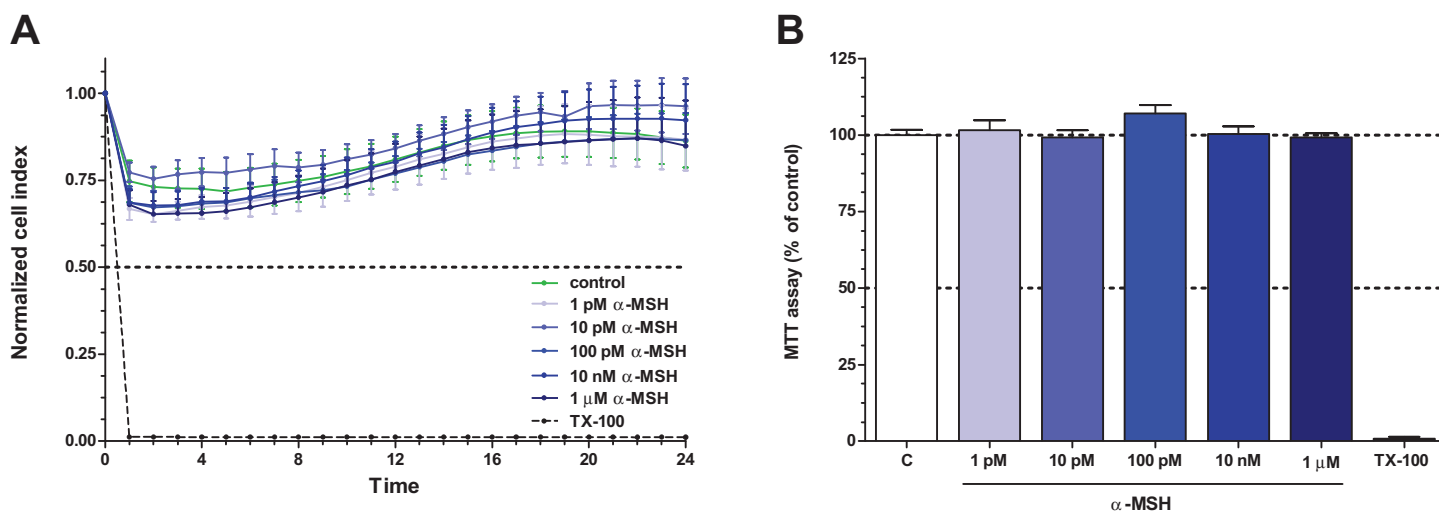 A
Normalized cell index
1.00
0.75
0.50
0.25
0.00
0
4
8
12
16
20
24
Time
control
1 pM α-MSH
10 pM α-MSH
100 pM α-MSH
10 nM α-MSH
1 μM α-MSH
TX-100
B
MTT assay (% of control)
125
100
75
50
25
0
C
1 pM
10 pM
100 pM
10 nM
1 μM
TX-100
α-MSH